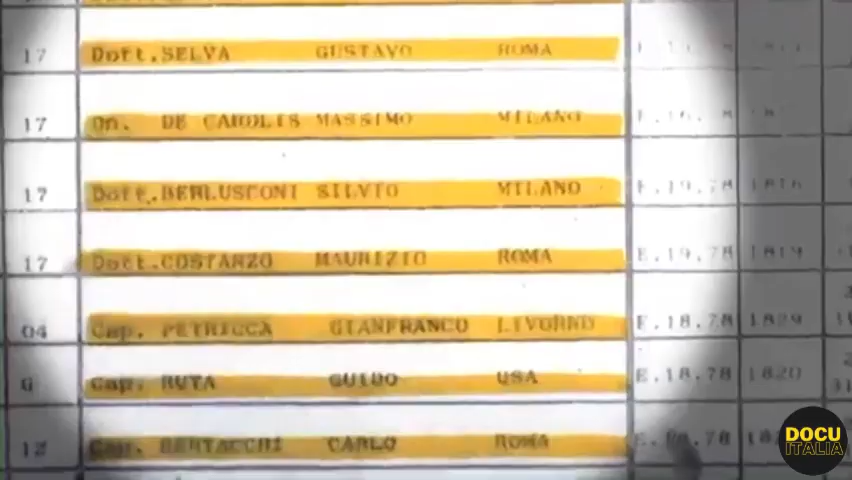 17 Dott.SELVA GUSTAVO ROMA
17 On. DE CAROLIS MASSIMO MILANO
17 Dott.BERLUSCONI SILVIO MILANO E.19.78 1816
17 Dott.COSTANZO MAURIZIO ROMA E.19.78 1819
04 Cap. PETRICCA GIANFRANCO LIVORNO E.18.78 1829
G Cap. RUTA GUIDO USA E.18.78 1820
12 Cap. BERTACCHI CARLO ROMA
DOCU
ITALIA